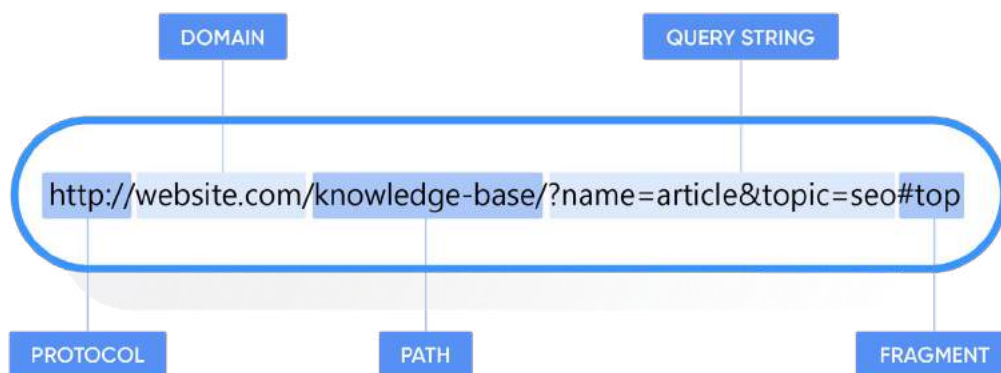 DOMAIN QUERY STRING
http://website.com/knowledge-base/?name=article&topic=seo#top
PROTOCOL PATH FRAGMENT